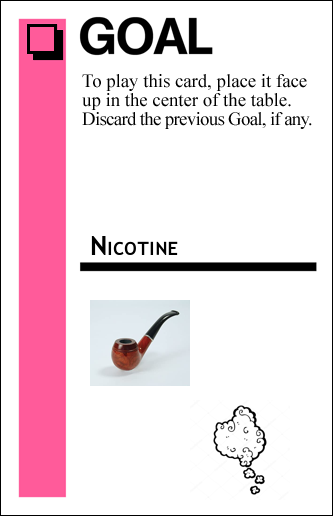 GOAL
To play this card, place it face
up in the center of the table.
Discard the previous Goal, if any.
NICOTINE